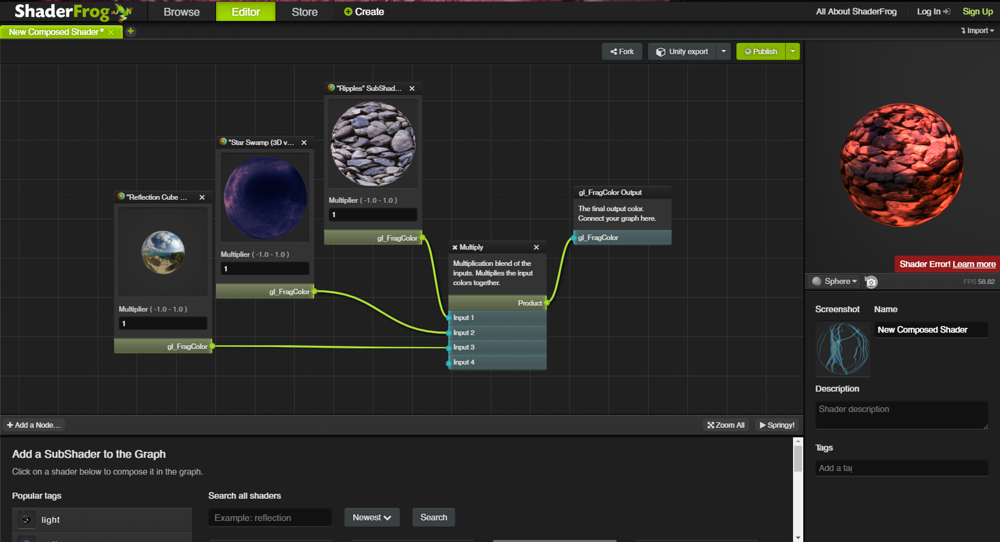 ShaderFrog
Browse
Editor
Store
Create
All About ShaderFrog
Log In
Sign Up
New Composed Shader*
Import
Fork
Unity export
Publish
"Ripples" SubShad...
Multiplier ( -1.0 - 1.0 )
1
gl_FragColor
"Star Swamp (3D v...
Multiplier ( -1.0 - 1.0 )
1
gl_FragColor
"Reflection Cube ...
Multiplier ( -1.0 - 1.0 )
1
gl_FragColor
Multiply
Multiplication blend of the
inputs. Multiplies the input
colors together.
Product
Input 1
Input 2
Input 3
Input 4
gl_FragColor Output
The final output color.
Connect your graph here.
gl_FragColor
Shader Error! Learn more
Sphere
FPS 58.82
Screenshot
Name
New Composed Shader
Description
Shader description
Tags
Add a tag
Add a Node...
Zoom All
Springy!
Add a SubShader to the Graph
Click on a shader below to compose it in the graph.
Popular tags
light
Search all shaders
Example: reflection
Newest
Search